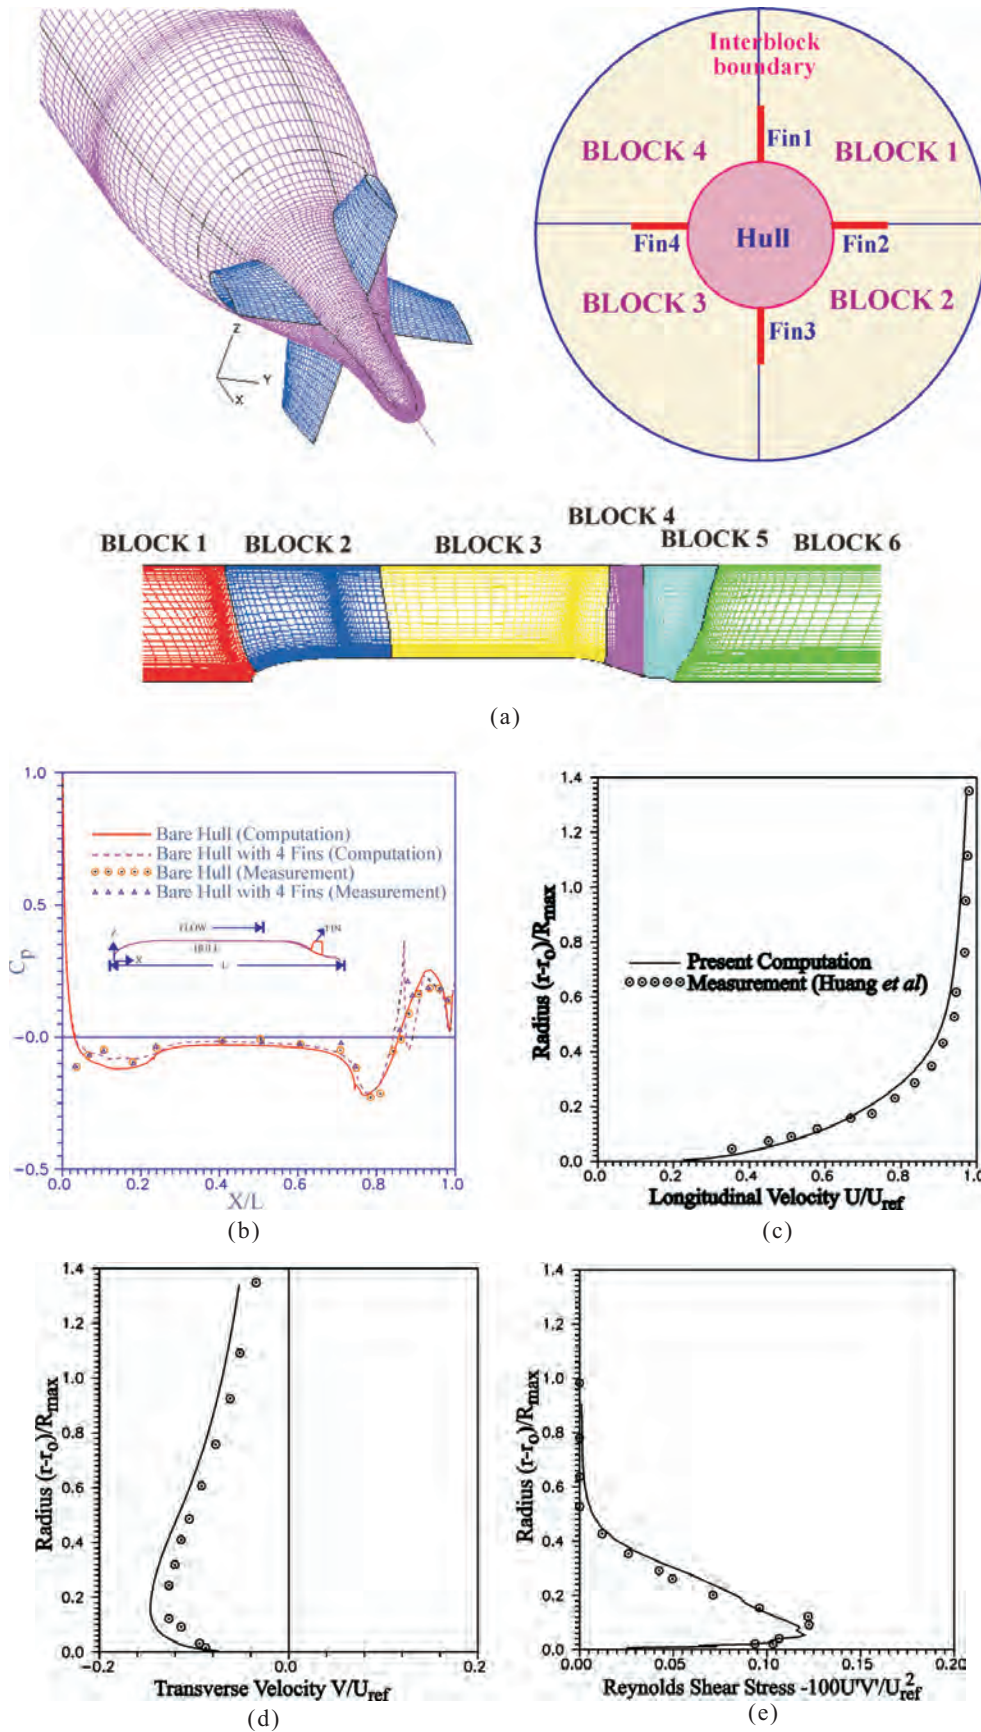 Interblock
boundary
BLOCK 4
Fin1
BLOCK 1
Fin4
Hull
Fin2
BLOCK 3
BLOCK 2
Fin3
Z
Y
X
BLOCK 4
BLOCK 1
BLOCK 2
BLOCK 3
BLOCK 5
BLOCK 6
(a)
1.0
0.5
-0.0
-0.5
Cp
Bare Hull (Computation)
Bare Hull with 4 Fins (Computation)
Bare Hull (Measurement)
Bare Hull with 4 Fins (Measurement)
FLOW
FIN
HULL
X
L
0.0 0.2 0.4 0.6 0.8 1.0
X/L
(b)
1.4
1.2
1.0
0.8
0.6
0.4
0.2
0.0
Radius (r-ro)/Rmax
Present Computation
Measurement (Huang et al)
0.0 0.2 0.4 0.6 0.8 1.0
Longitudinal Velocity U/Uref
(c)
1.4
1.2
1.0
0.8
0.6
0.4
0.2
0.0
Radius (r-ro)/Rmax
-0.2 0.0 0.2
Transverse Velocity V/Uref
(d)
1.4
1.2
1.0
0.8
0.6
0.4
0.2
0.0
Radius (r-ro)/Rmax
0.00 0.05 0.10 0.15 0.20
Reynolds Shear Stress -100U'V'/U²ref
(e)